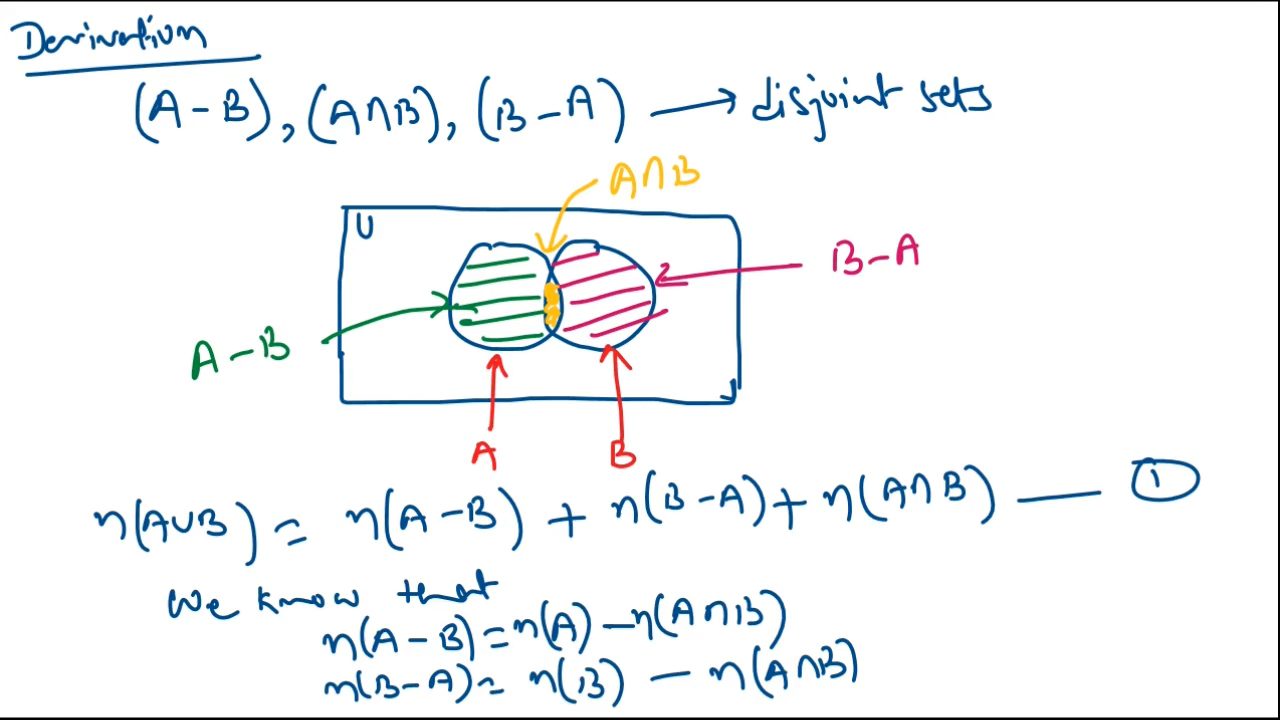 Derivation
(A-B), (A∩B), (B-A) → disjoint sets
A∩B
U
B-A
A-B
A
B
n(A∪B) = n(A-B) + n(B-A) + n(A∩B) — ①
We know that
n(A-B) = n(A) - n(A∩B)
n(B-A) = n(B) - n(A∩B)